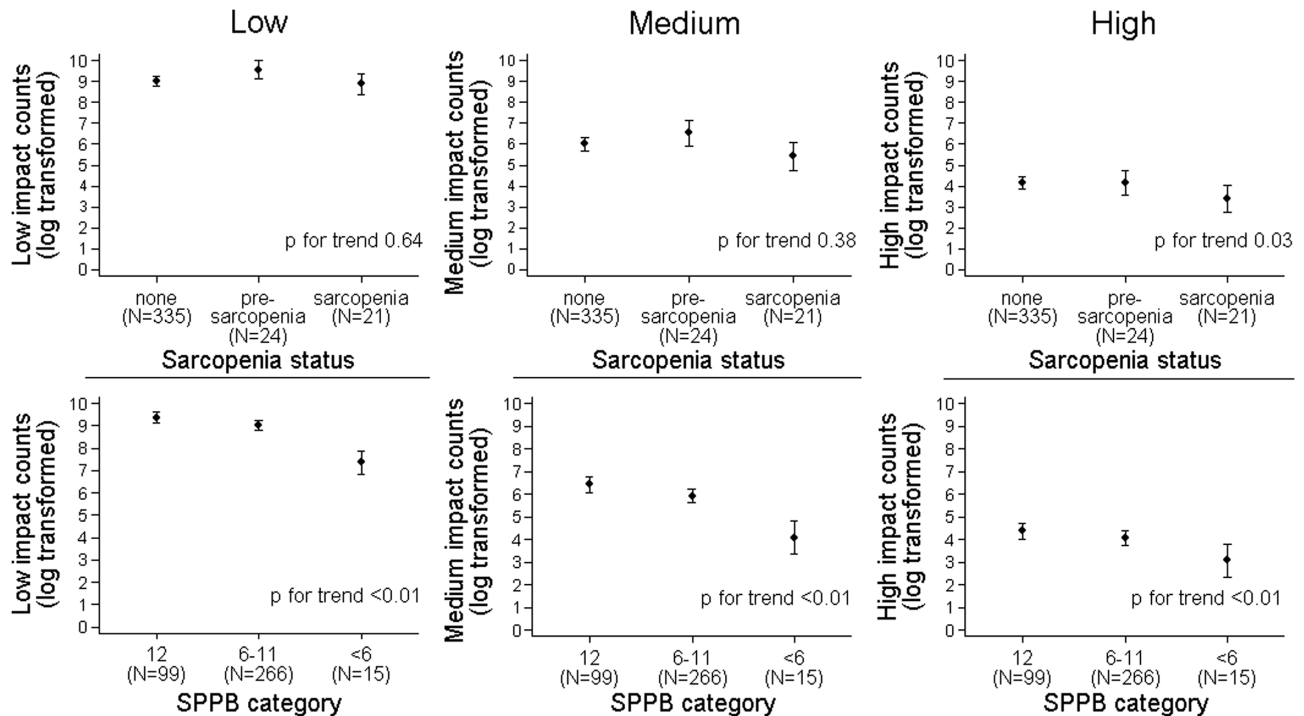 Low
Medium
High
Low impact counts
(log transformed)
10
9
8
7
6
5
4
3
2
1
0
p for trend 0.64
none
(N=335)
pre-
sarcopenia
(N=24)
sarcopenia
(N=21)
Sarcopenia status
Medium impact counts
(log transformed)
10
9
8
7
6
5
4
3
2
1
0
p for trend 0.38
none
(N=335)
pre-
sarcopenia
(N=24)
sarcopenia
(N=21)
Sarcopenia status
High impact counts
(log transformed)
10
9
8
7
6
5
4
3
2
1
0
p for trend 0.03
none
(N=335)
pre-
sarcopenia
(N=24)
sarcopenia
(N=21)
Sarcopenia status
Low impact counts
(log transformed)
10
9
8
7
6
5
4
3
2
1
0
p for trend <0.01
12
(N=99)
6-11
(N=266)
<6
(N=15)
SPPB category
Medium impact counts
(log transformed)
10
9
8
7
6
5
4
3
2
1
0
p for trend <0.01
12
(N=99)
6-11
(N=266)
<6
(N=15)
SPPB category
High impact counts
(log transformed)
10
9
8
7
6
5
4
3
2
1
0
p for trend <0.01
12
(N=99)
6-11
(N=266)
<6
(N=15)
SPPB category